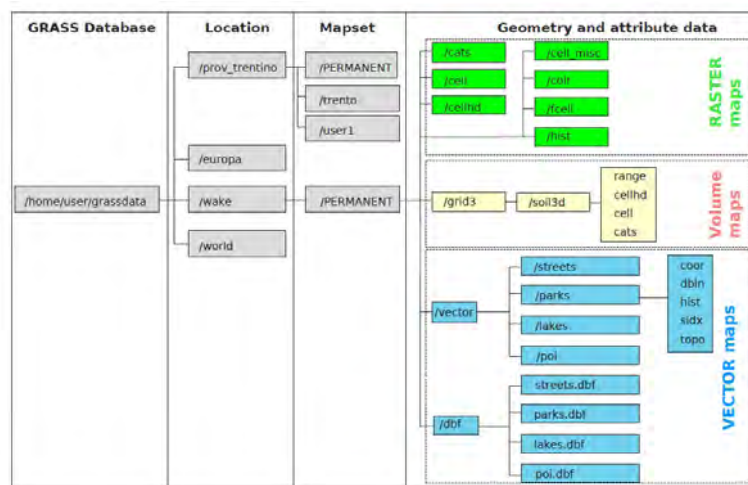 GRASS Database
Location
Mapset
Geometry and attribute data
/home/user/grassdata
/prov_trentino
/europa
/wake
/world
/PERMANENT
/trento
/user1
/PERMANENT
/cats
/cell
/cellhd
/cell_misc
/colr
/fcell
/hist
RASTER
maps
/grid3
/soil3d
range
cellhd
cell
cats
Volume
maps
/vector
/streets
/parks
/lakes
/poi
coor
dbln
hist
sidx
topo
/dbf
streets.dbf
parks.dbf
lakes.dbf
poi.dbf
VECTOR maps